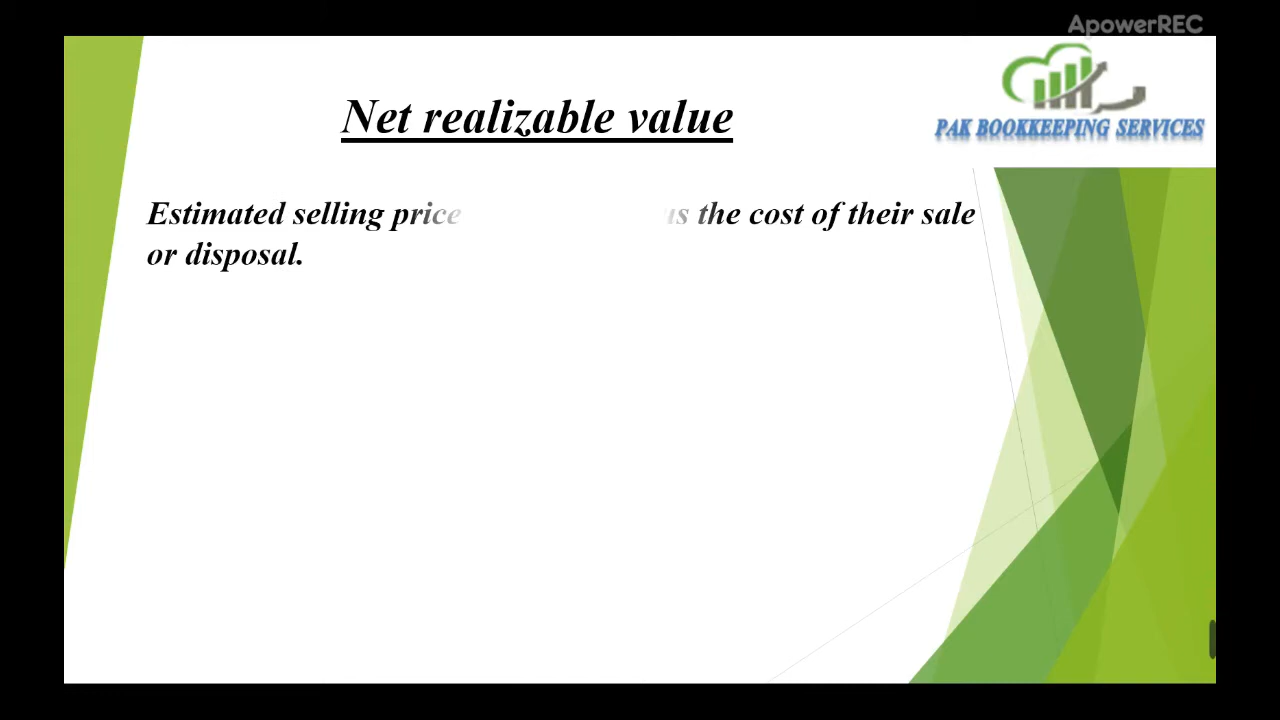 ApowerREC
PAK BOOKKEEPING SERVICES
Net realizable value
Estimated selling price the cost of their sale
or disposal.